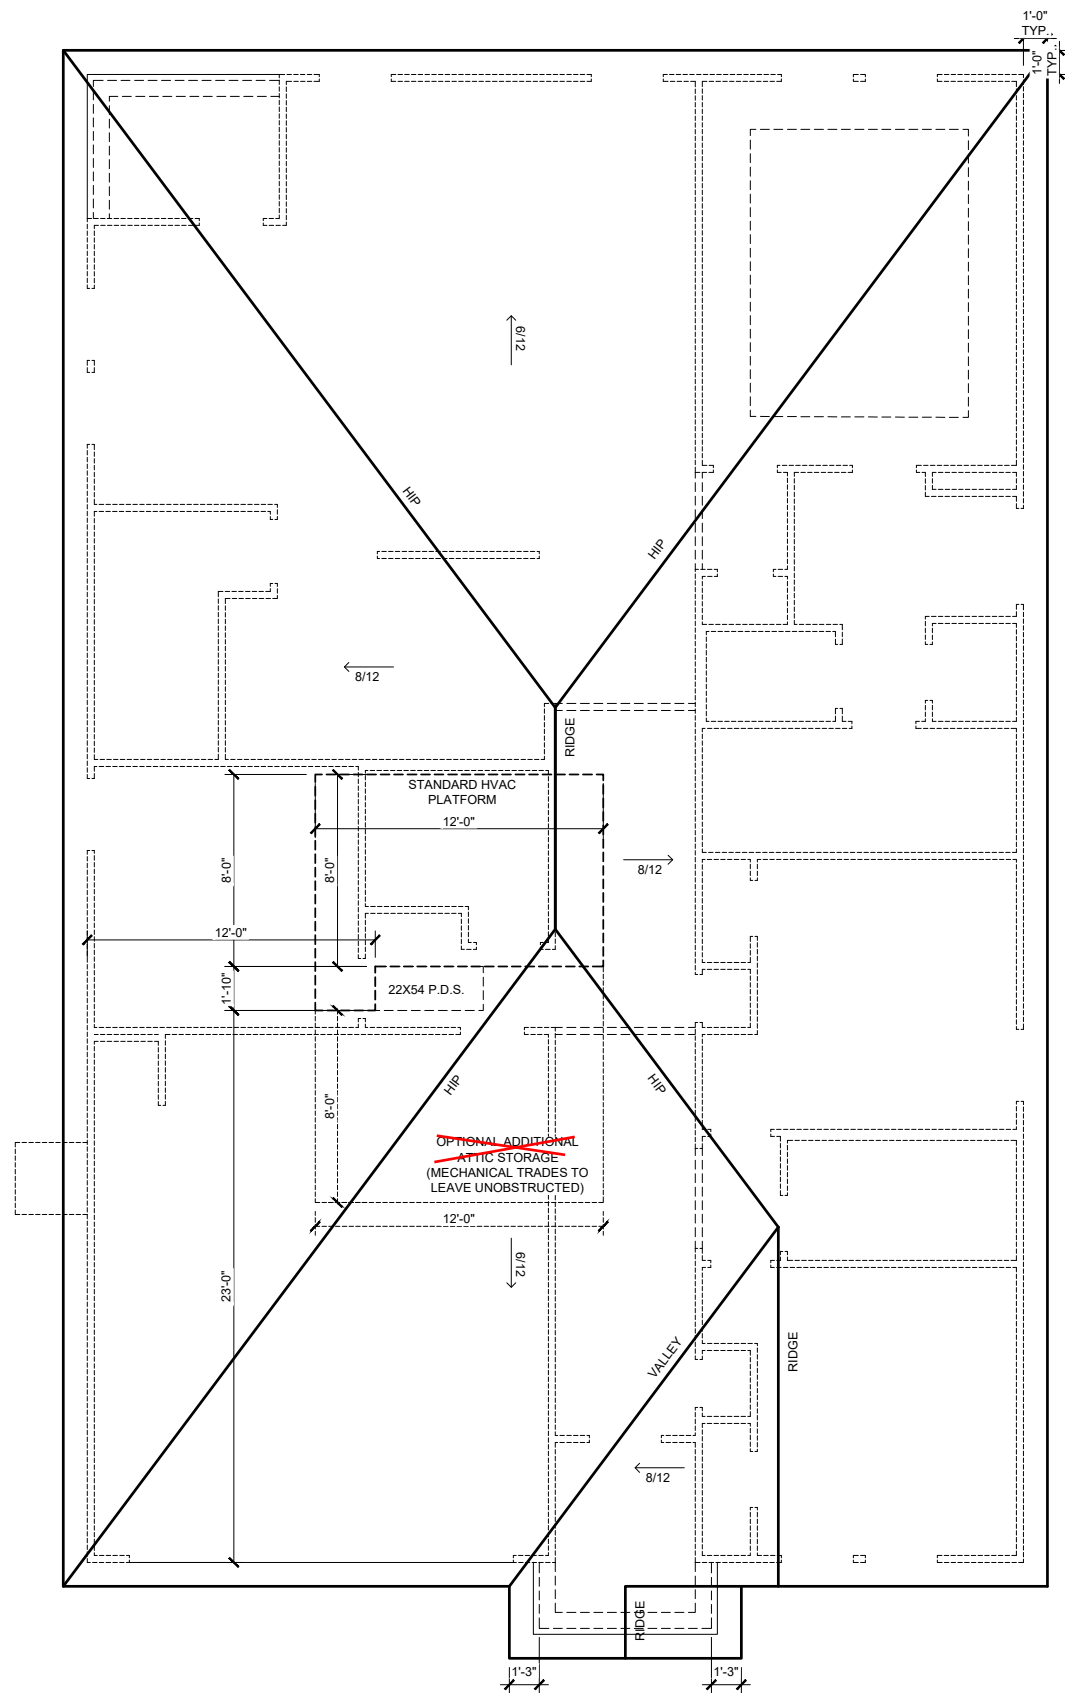 1'-0"
TYP.,
1'-0"
TYP.,
6/12
HIP
HIP
8/12
RIDGE
STANDARD HVAC
PLATFORM
12'-0"
8'-0"
8'-0"
8/12
12'-0"
1'-10"
22X54 P.D.S.
HIP
HIP
8'-0"
OPTIONAL ADDITIONAL
ATTIC STORAGE
(MECHANICAL TRADES TO
LEAVE UNOBSTRUCTED)
12'-0"
6/12
23'-0"
VALLEY
RIDGE
8/12
RIDGE
1'-3"
1'-3"